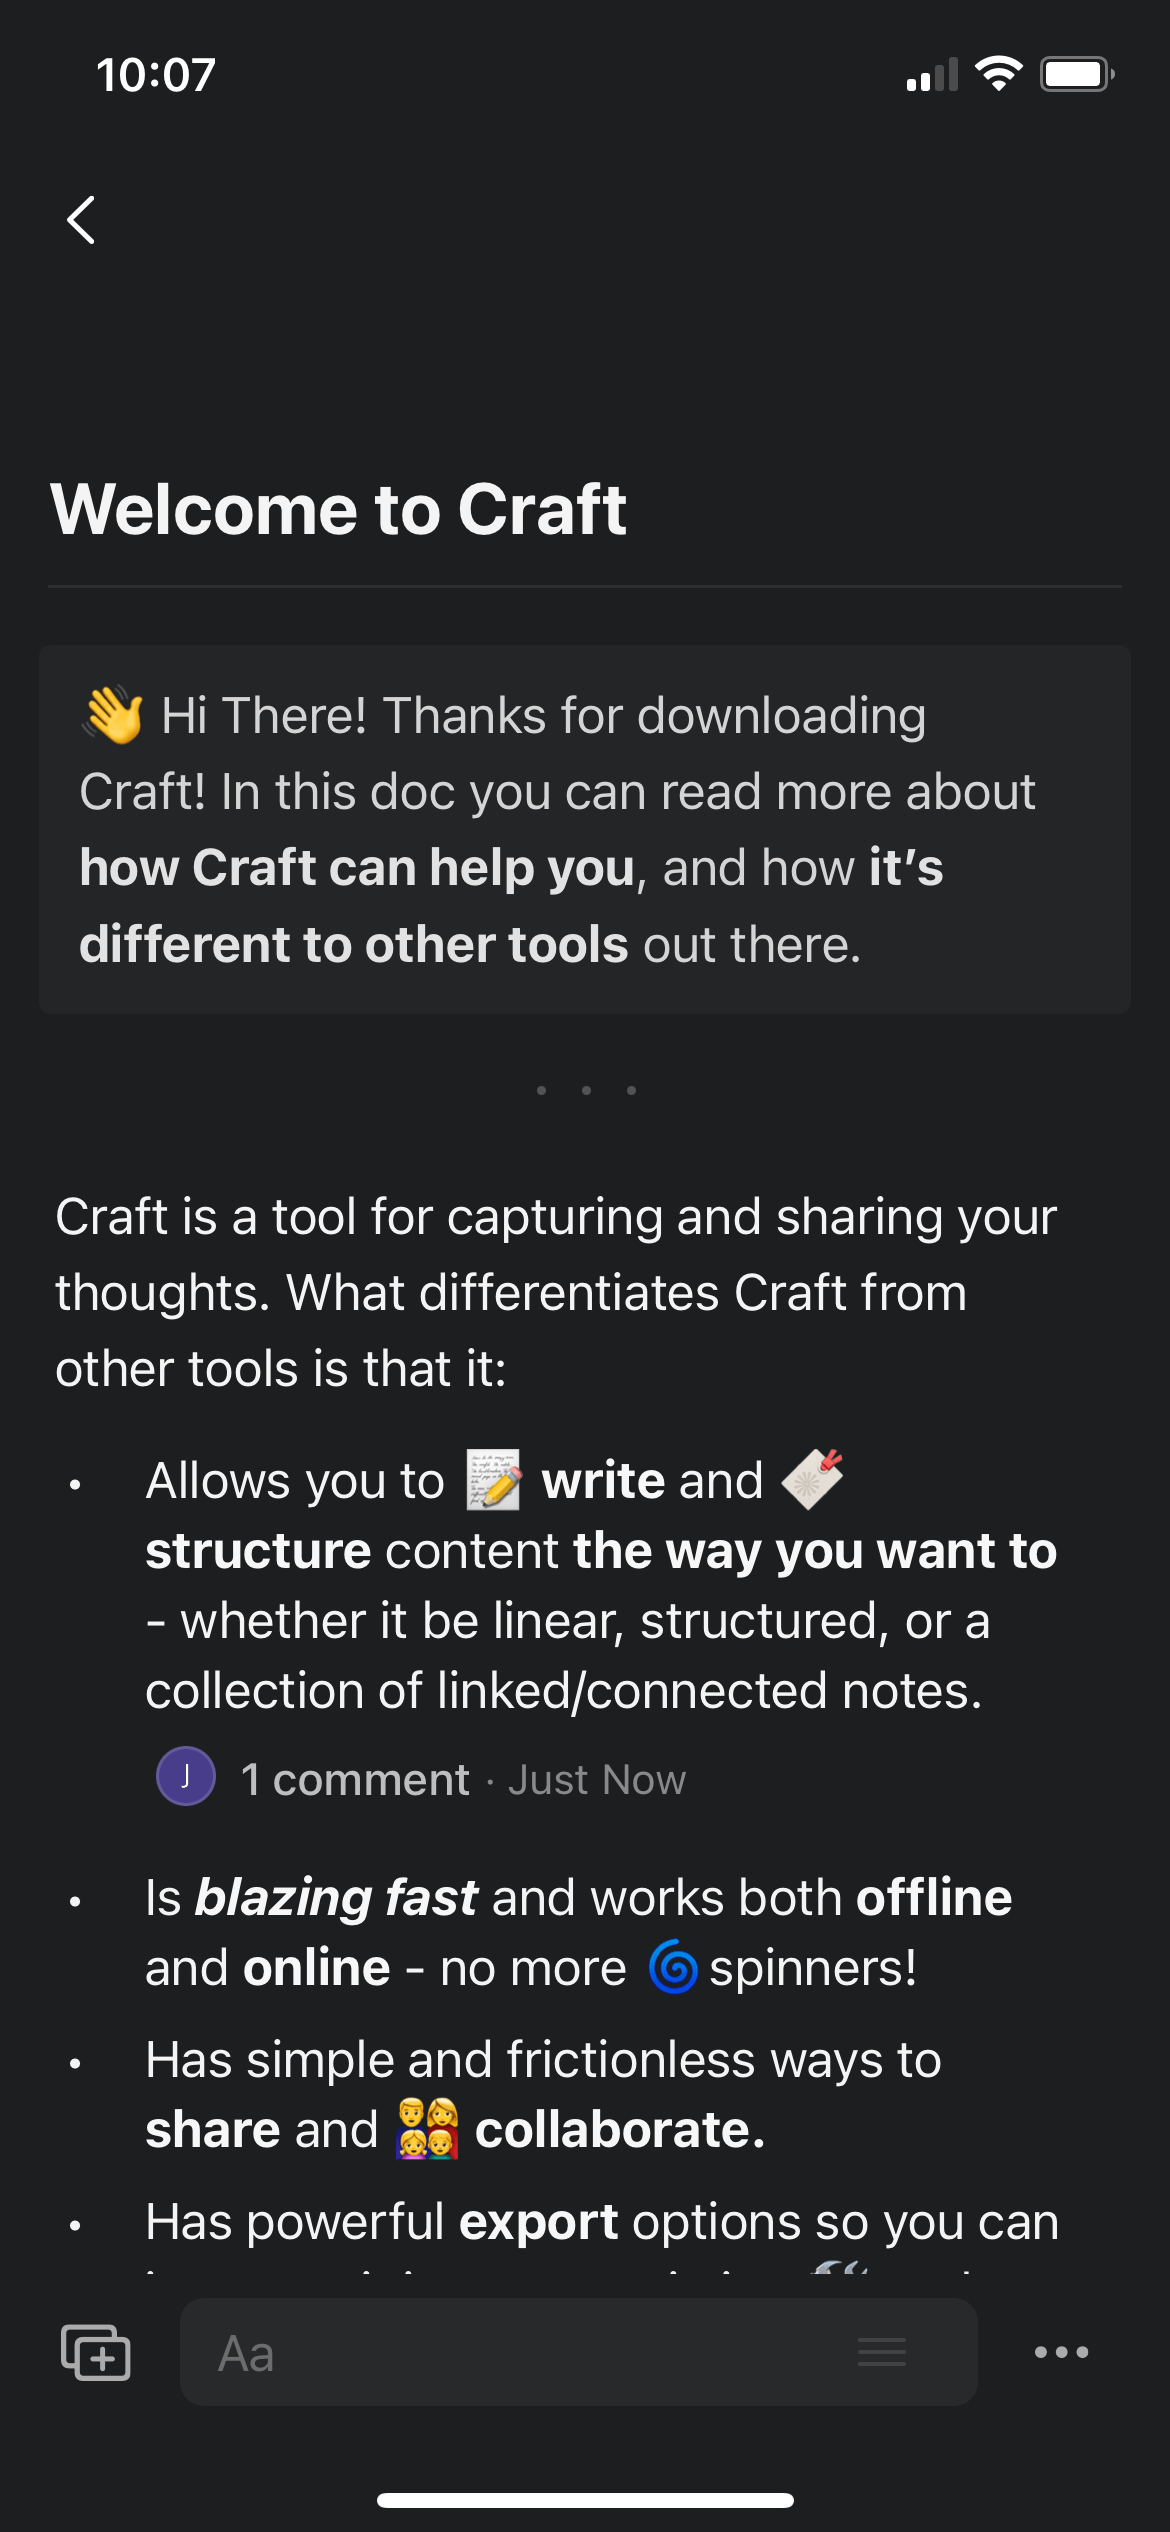 10:07
Welcome to Craft
👋 Hi There! Thanks for downloading
Craft! In this doc you can read more about
how Craft can help you, and how it’s
different to other tools out there.
Craft is a tool for capturing and sharing your
thoughts. What differentiates Craft from
other tools is that it:
• Allows you to 📝 write and 🏷
structure content the way you want to
- whether it be linear, structured, or a
collection of linked/connected notes.
J 1 comment · Just Now
• Is blazing fast and works both offline
and online - no more 🌀 spinners!
• Has simple and frictionless ways to
share and 👨‍👩‍👧‍👦 collaborate.
• Has powerful export options so you can
Aa